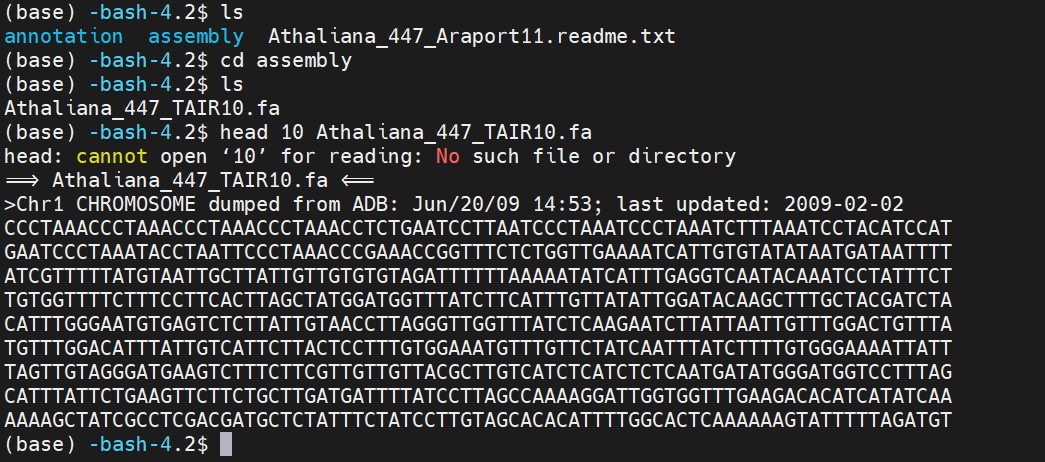 (base) -bash-4.2$ ls
annotation  assembly  Athaliana_447_Araport11.readme.txt
(base) -bash-4.2$ cd assembly
(base) -bash-4.2$ ls
Athaliana_447_TAIR10.fa
(base) -bash-4.2$ head 10 Athaliana_447_TAIR10.fa
head: cannot open ‘10’ for reading: No such file or directory
==> Athaliana_447_TAIR10.fa <==
>Chr1 CHROMOSOME dumped from ADB: Jun/20/09 14:53; last updated: 2009-02-02
CCCTAAACCCTAAACCCTAAACCCTAAACCTCTGAATCCTTAATCCCTAAATCCCTAAATCTTTAAATCCTACATCCAT
GAATCCCTAAATACCTAATTCCCTAAACCCGAAACCGGTTTCTCTGGTTGAAAATCATTGTGTATATAATGATAATTTT
ATCGTTTTTATGTAATTGCTTATTGTTGTGTGTAGATTTTTTAAAAATATCATTTGAGGTCAATACAAATCCTATTTCT
TGTGGTTTTCTTTCCTTCACTTAGCTATGGATGGTTTATCTTCATTTGTTATATTGGATACAAGCTTTGCTACGATCTA
CATTTGGGAATGTGAGTCTCTTATTGTAACCTTAGGGTTGGTTTATCTCAAGAATCTTATTAATTGTTTGGACTGTTTA
TGTTTGGACATTTATTGTCATTCTTACTCCTTTGTGGAAATGTTTGTTCTATCAATTTATCTTTTGTGGGAAAATTATT
TAGTTGTAGGGATGAAGTCTTTCTTCGTTGTTGTTACGCTTGTCATCTCATCTCTCAATGATATGGGATGGTCCTTTAG
CATTTATTCTGAAGTTCTTCTGCTTGATGATTTTATCCTTAGCCAAAAGGATTGGTGGTTTGAAGACACATCATATCAA
AAAAGCTATCGCCTCGACGATGCTCTATTTCTATCCTTGTAGCACACATTTTGGCACTCAAAAAAGTATTTTTAGATGT
(base) -bash-4.2$